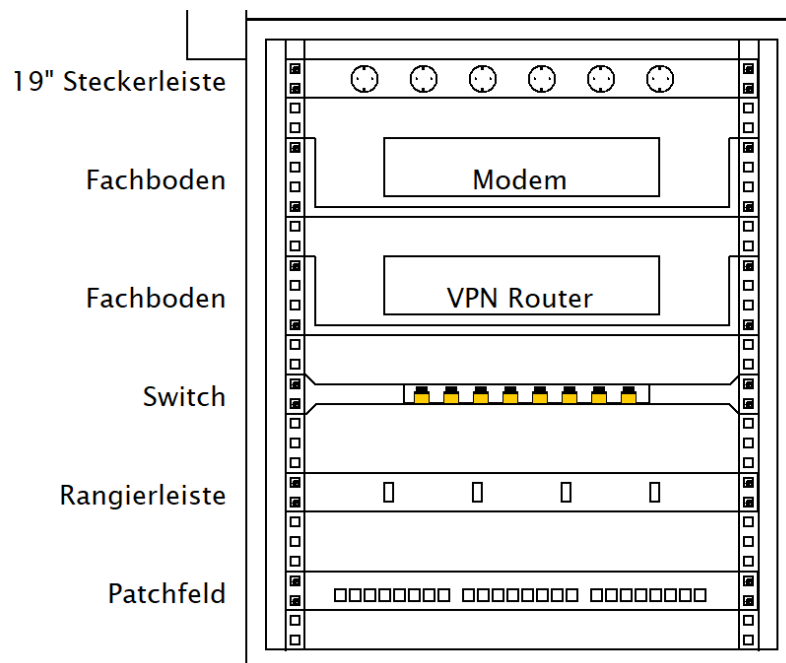 19" Steckerleiste
Fachboden
Modem
Fachboden
VPN Router
Switch
Rangierleiste
Patchfeld